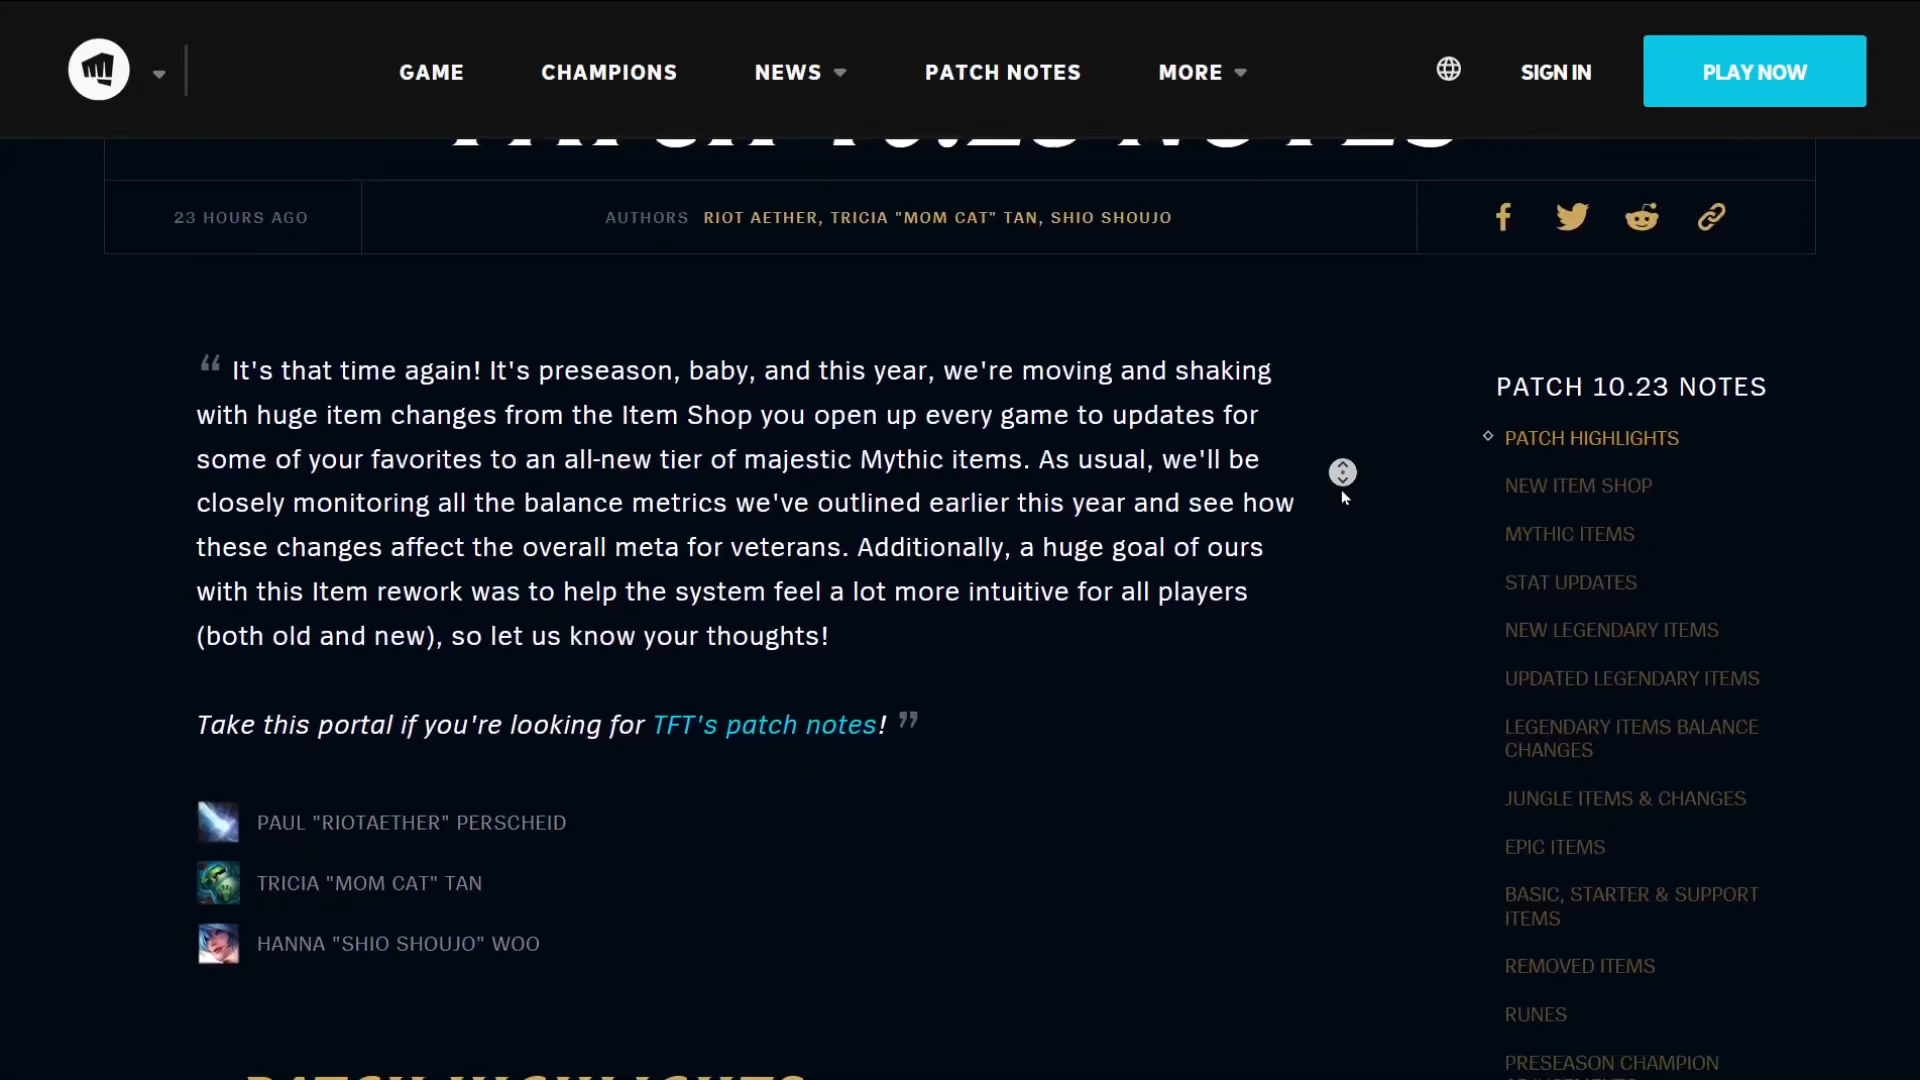 GAME
CHAMPIONS
NEWS
PATCH NOTES
MORE
SIGN IN
PLAY NOW
PATCH 10.23 NOTES
23 HOURS AGO
AUTHORS RIOT AETHER, TRICIA "MOM CAT" TAN, SHIO SHOUJO
“ It's that time again! It's preseason, baby, and this year, we're moving and shaking
with huge item changes from the Item Shop you open up every game to updates for
some of your favorites to an all-new tier of majestic Mythic items. As usual, we'll be
closely monitoring all the balance metrics we've outlined earlier this year and see how
these changes affect the overall meta for veterans. Additionally, a huge goal of ours
with this Item rework was to help the system feel a lot more intuitive for all players
(both old and new), so let us know your thoughts!
Take this portal if you're looking for TFT's patch notes! ”
PAUL "RIOTAETHER" PERSCHEID
TRICIA "MOM CAT" TAN
HANNA "SHIO SHOUJO" WOO
PATCH HIGHLIGHTS
PATCH 10.23 NOTES
PATCH HIGHLIGHTS
NEW ITEM SHOP
MYTHIC ITEMS
STAT UPDATES
NEW LEGENDARY ITEMS
UPDATED LEGENDARY ITEMS
LEGENDARY ITEMS BALANCE
CHANGES
JUNGLE ITEMS & CHANGES
EPIC ITEMS
BASIC, STARTER & SUPPORT
ITEMS
REMOVED ITEMS
RUNES
PRESEASON CHAMPION